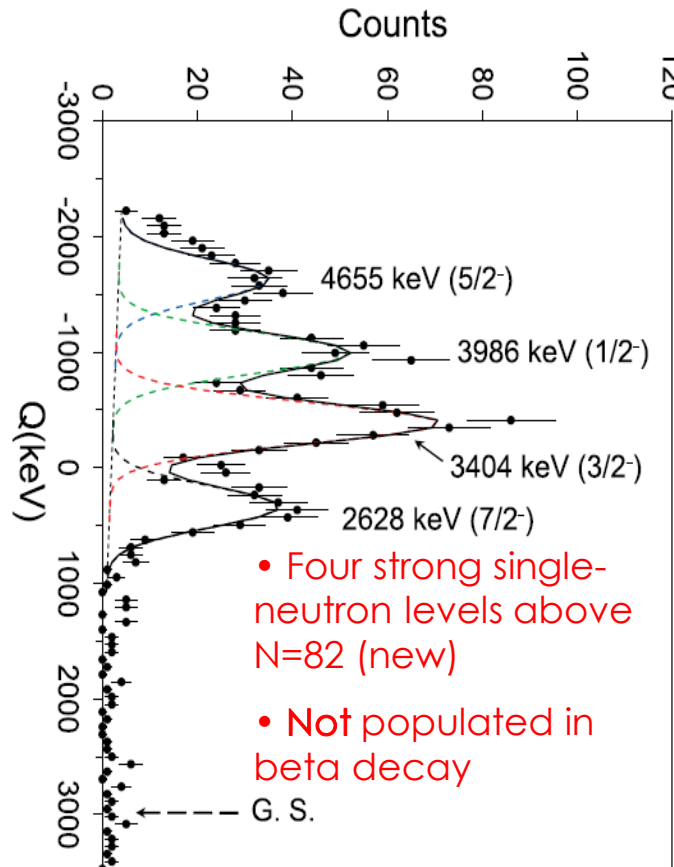 Counts
0
20
40
60
80
100
120
-3000
-2000
-1000
0
1000
2000
3000
Q(keV)
4655 keV (5/2⁻)
3986 keV (1/2⁻)
3404 keV (3/2⁻)
2628 keV (7/2⁻)
• Four strong single-
neutron levels above
N=82 (new)
• Not populated in
beta decay
G. S.